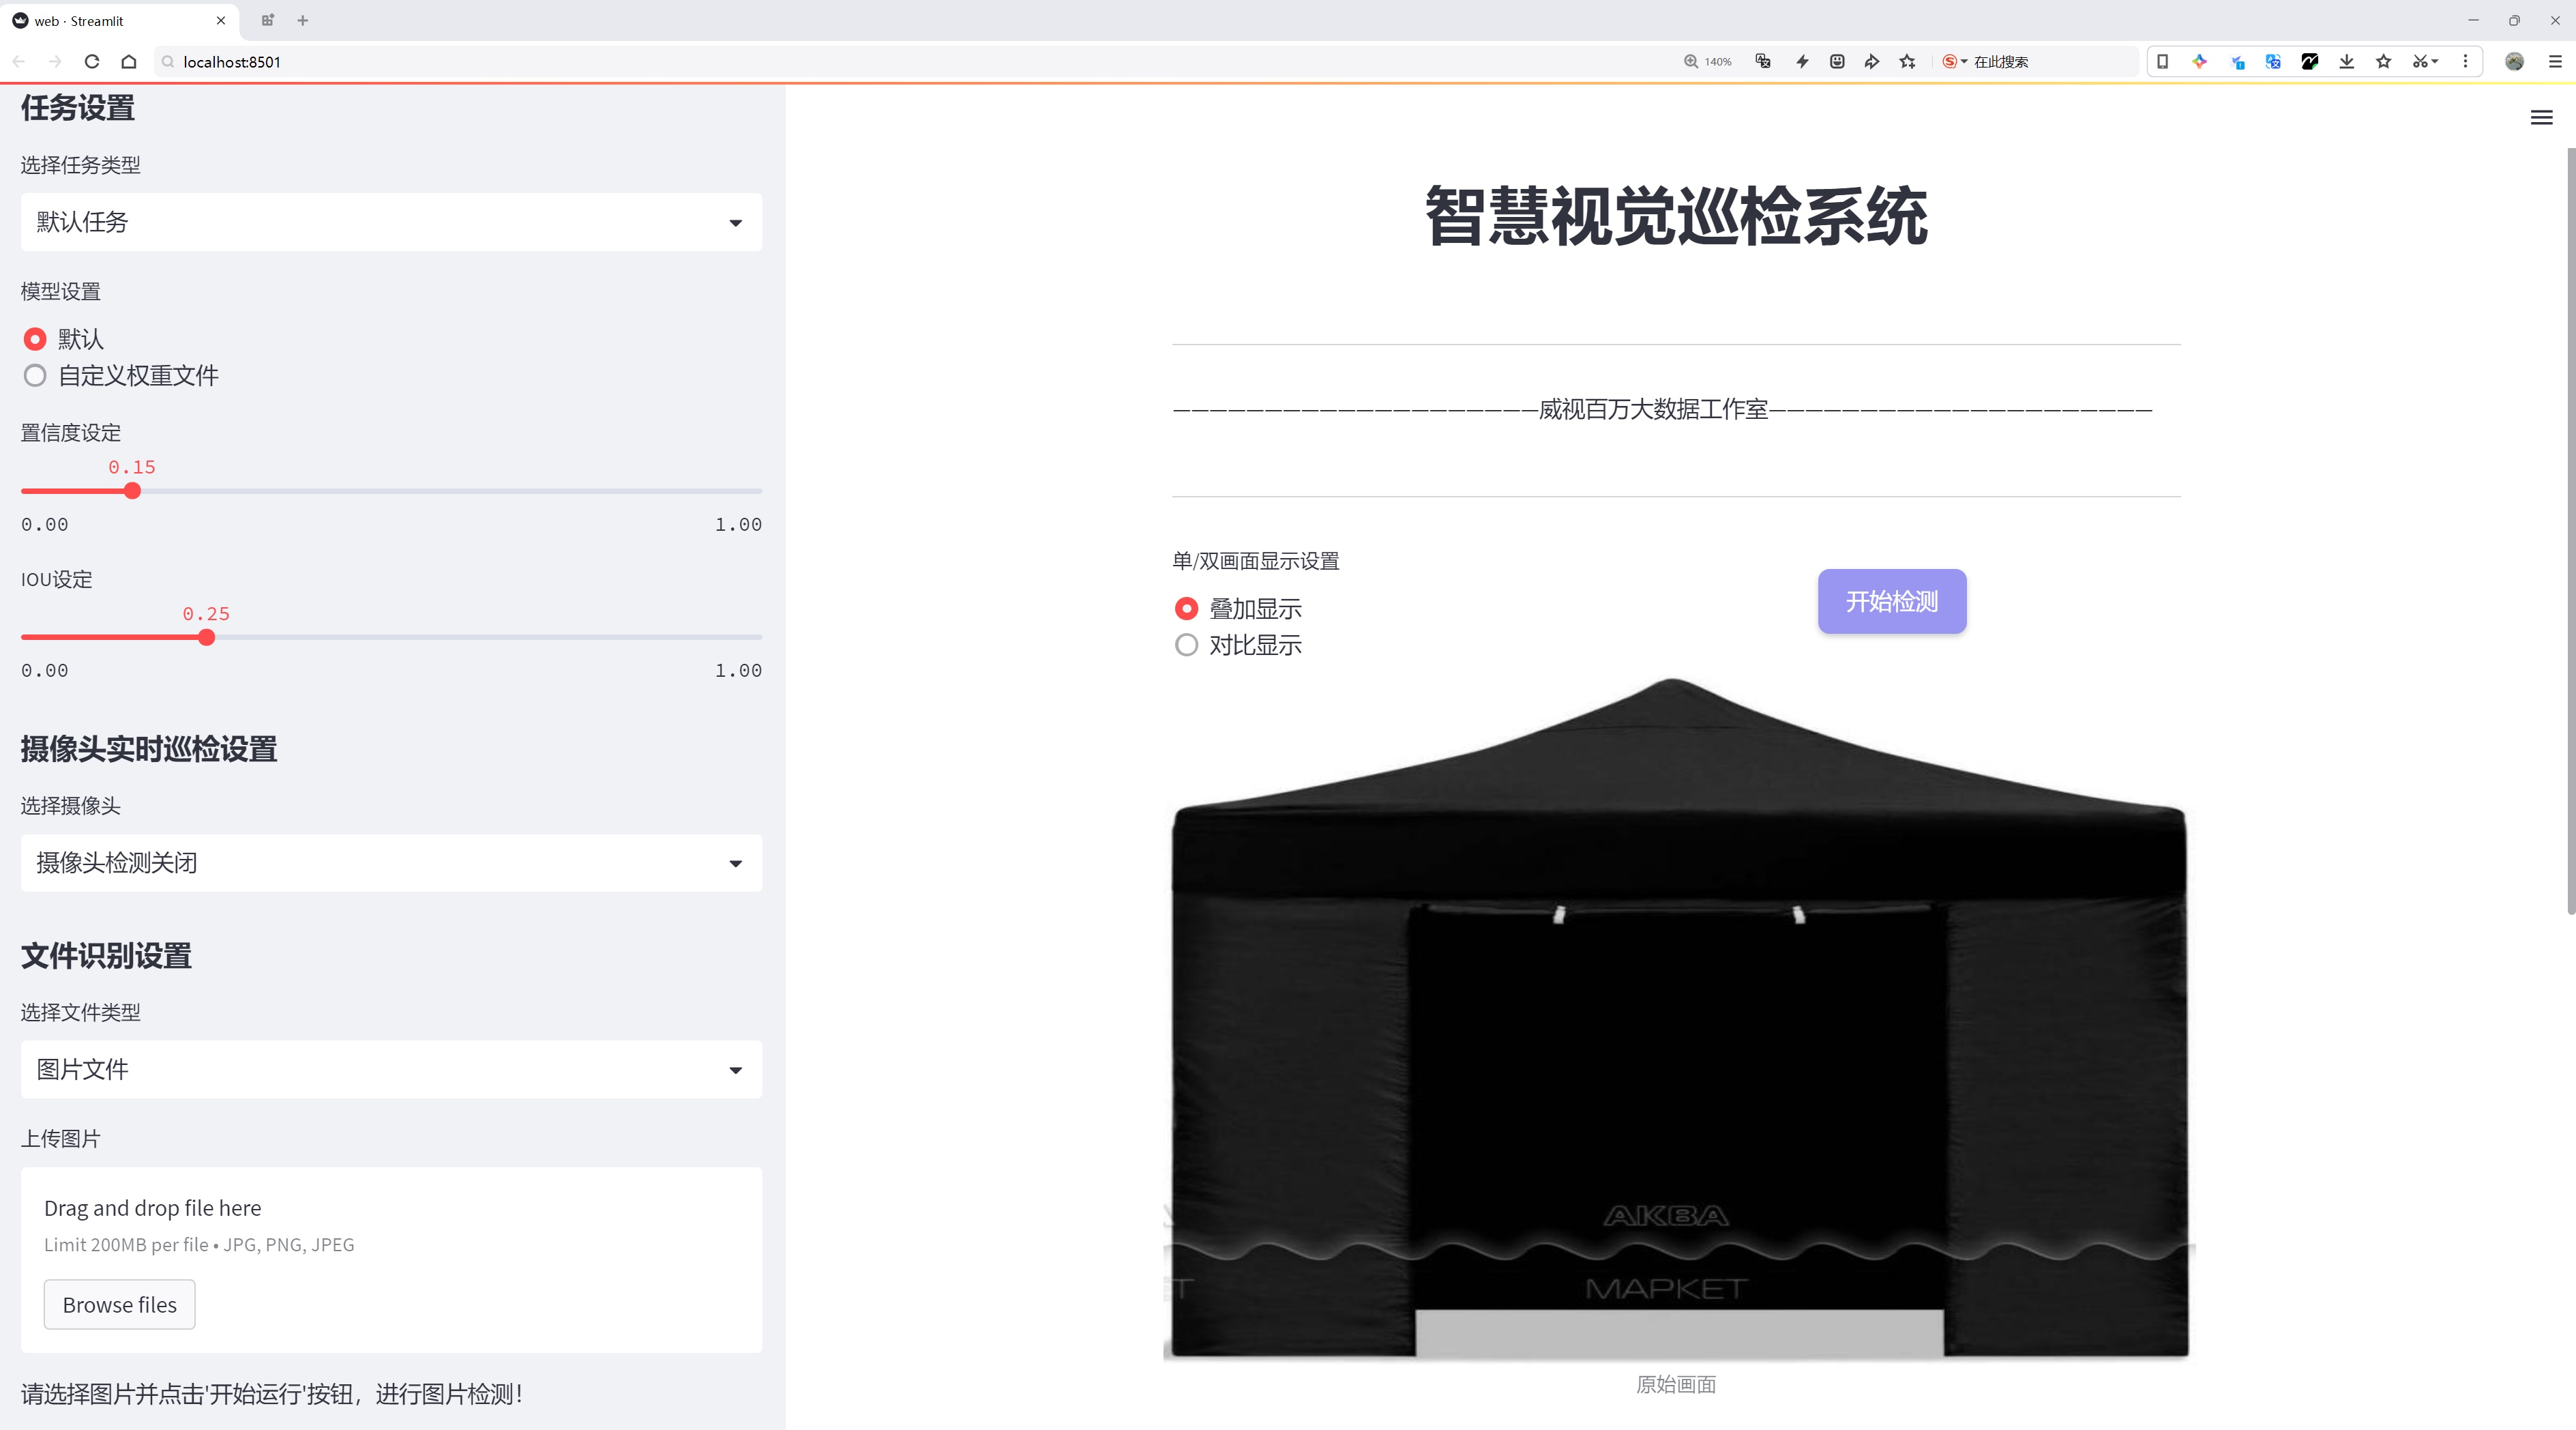 web · Streamlit
localhost:8501
140%
在此搜索
任务设置
选择任务类型
默认任务
模型设置
默认
自定义权重文件
置信度设定
0.15
0.00 1.00
IOU设定
0.25
0.00 1.00
摄像头实时巡检设置
选择摄像头
摄像头检测关闭
文件识别设置
选择文件类型
图片文件
上传图片
Drag and drop file here
Limit 200MB per file • JPG, PNG, JPEG
Browse files
请选择图片并点击'开始运行'按钮，进行图片检测！
智慧视觉巡检系统
————————————————————威视百万大数据工作室—————————————————————
单/双画面显示设置
叠加显示
对比显示
开始检测
АКВА
МАРКЕТ
原始画面